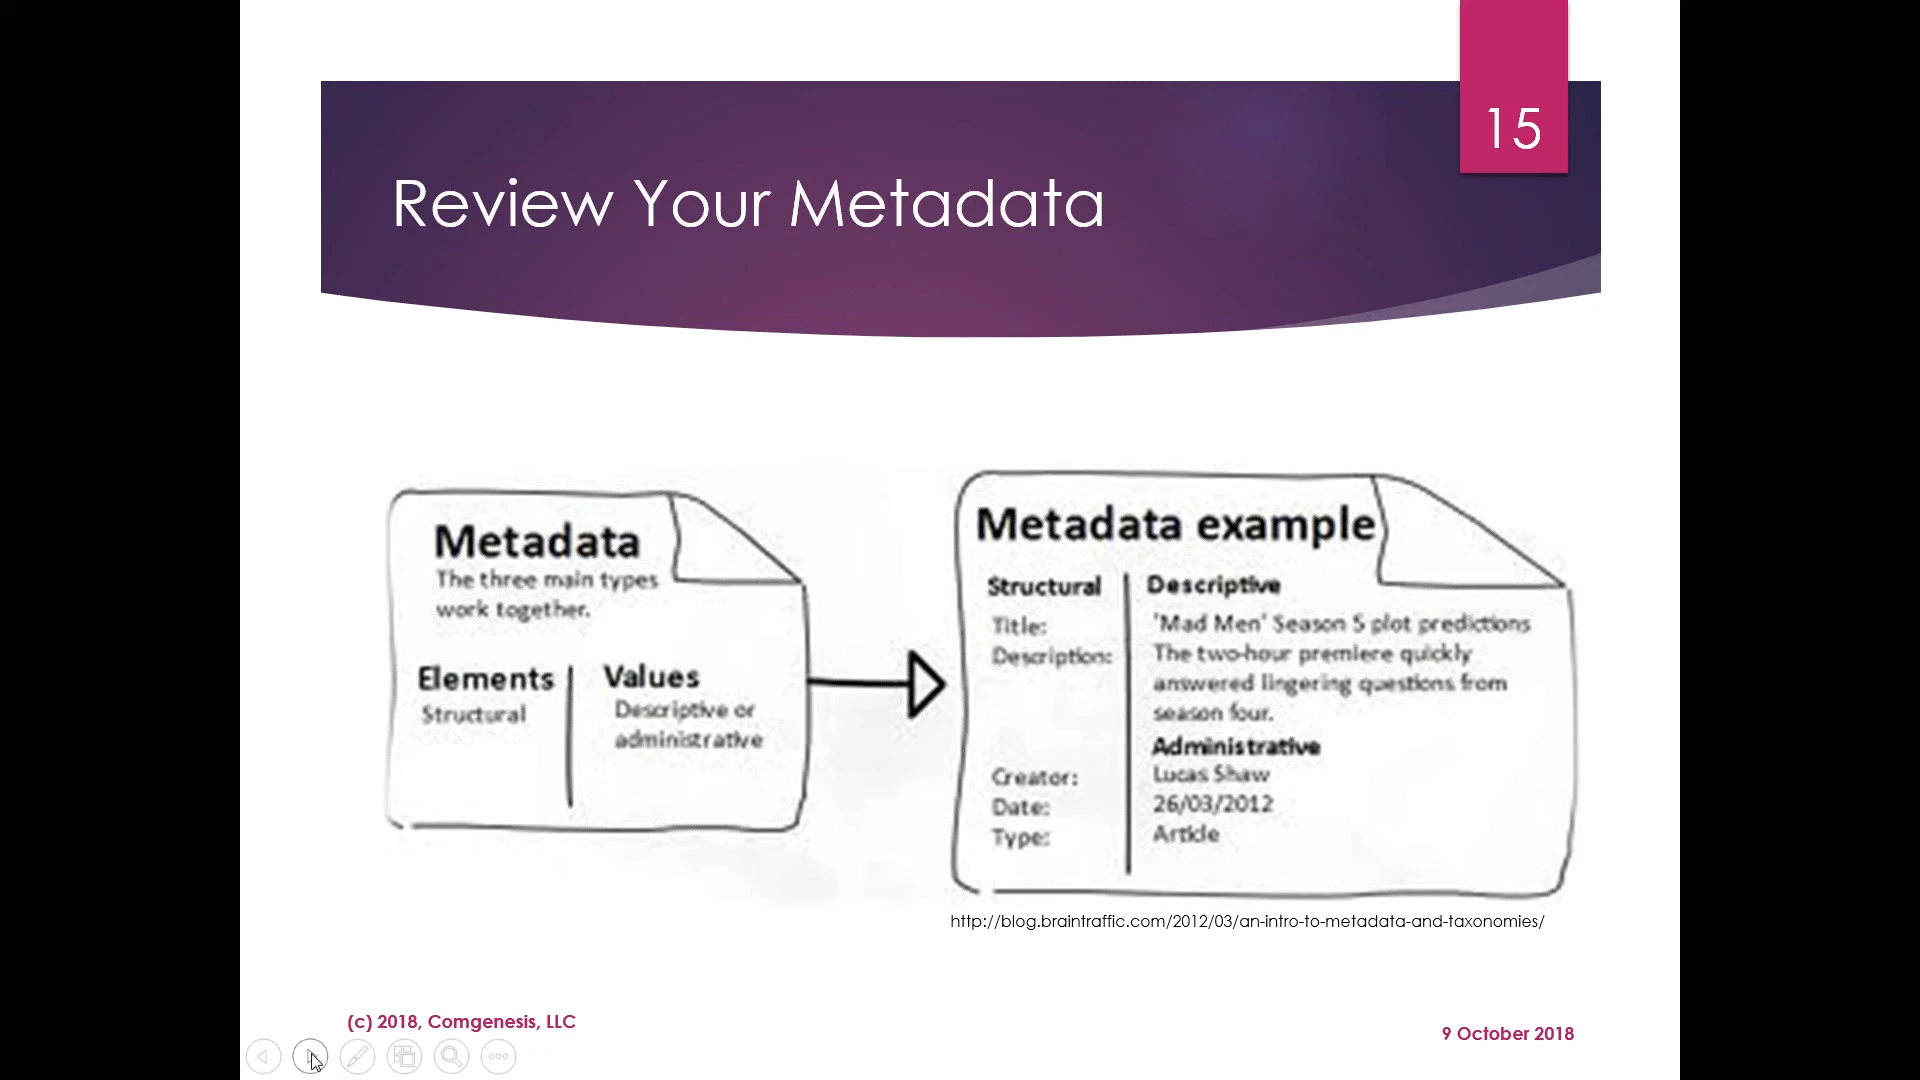 15
Review Your Metadata
Metadata
The three main types
work together.
Elements
Structural
Values
Descriptive or
administrative
Metadata example
Structural
Descriptive
Title:
'Mad Men' Season 5 plot predictions
Description:
The two-hour premiere quickly
answered lingering questions from
season four.
Administrative
Creator:
Lucas Shaw
Date:
26/03/2012
Type:
Article
http://blog.braintraffic.com/2012/03/an-intro-to-metadata-and-taxonomies/
(c) 2018, Comgenesis, LLC
9 October 2018